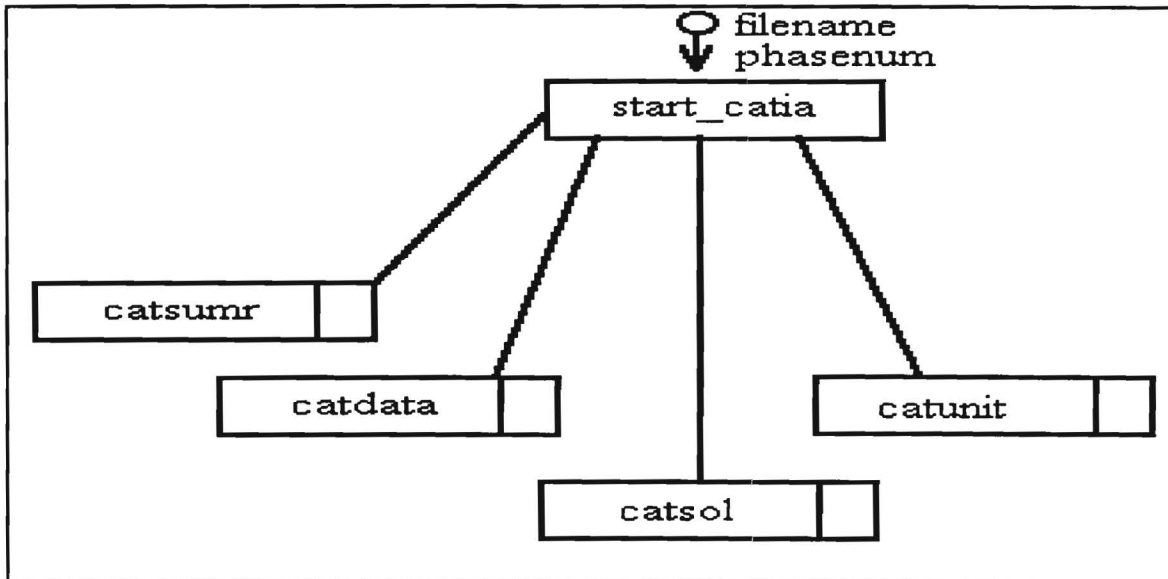 filename
phasenum
start_catia
catsumr
catdata
catunit
catsol